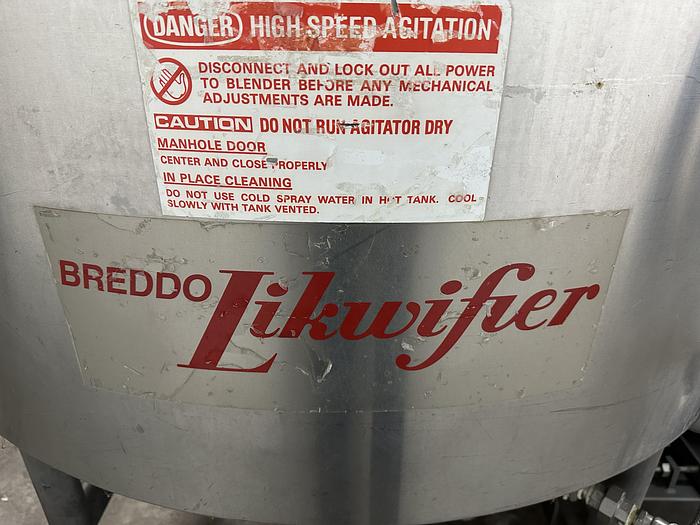 DANGER HIGH SPEED AGITATION
DISCONNECT AND LOCK OUT ALL POWER
TO BLENDER BEFORE ANY MECHANICAL
ADJUSTMENTS ARE MADE.
CAUTION DO NOT RUN AGITATOR DRY
MANHOLE DOOR
CENTER AND CLOSE PROPERLY
IN PLACE CLEANING
DO NOT USE COLD SPRAY WATER IN HOT TANK. COOL
SLOWLY WITH TANK VENTED.
BREDDO Likwifier